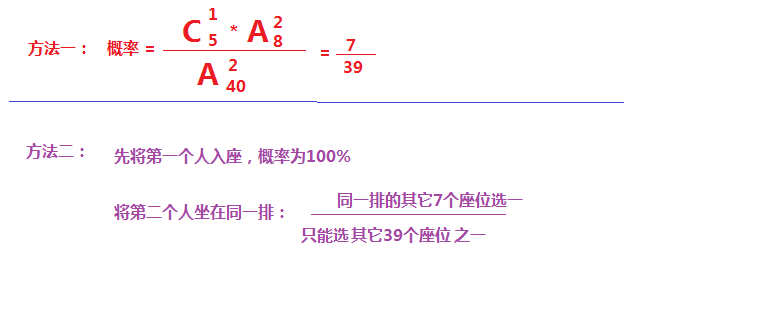 方法一： 概率 = C 1 5 * A 2 8 / A 2 40 = 7 / 39
方法二： 先将第一个人入座，概率为100%
将第二个人坐在同一排： 同一排的其它7个座位选一
只能选其它39个座位之一